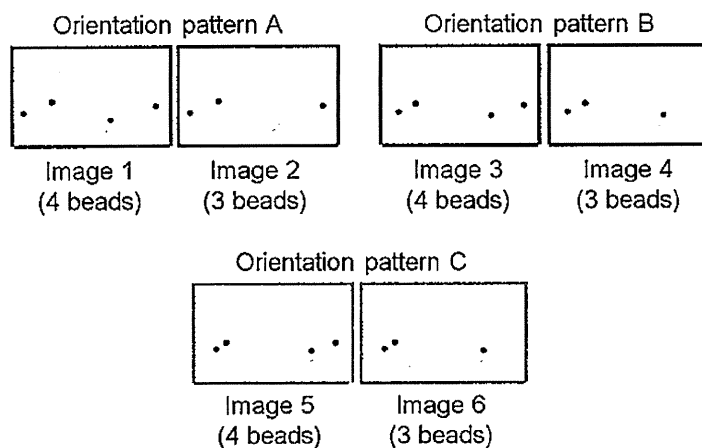 Orientation pattern A
Orientation pattern B
Image 1
(4 beads)
Image 2
(3 beads)
Image 3
(4 beads)
Image 4
(3 beads)
Orientation pattern C
Image 5
(4 beads)
Image 6
(3 beads)